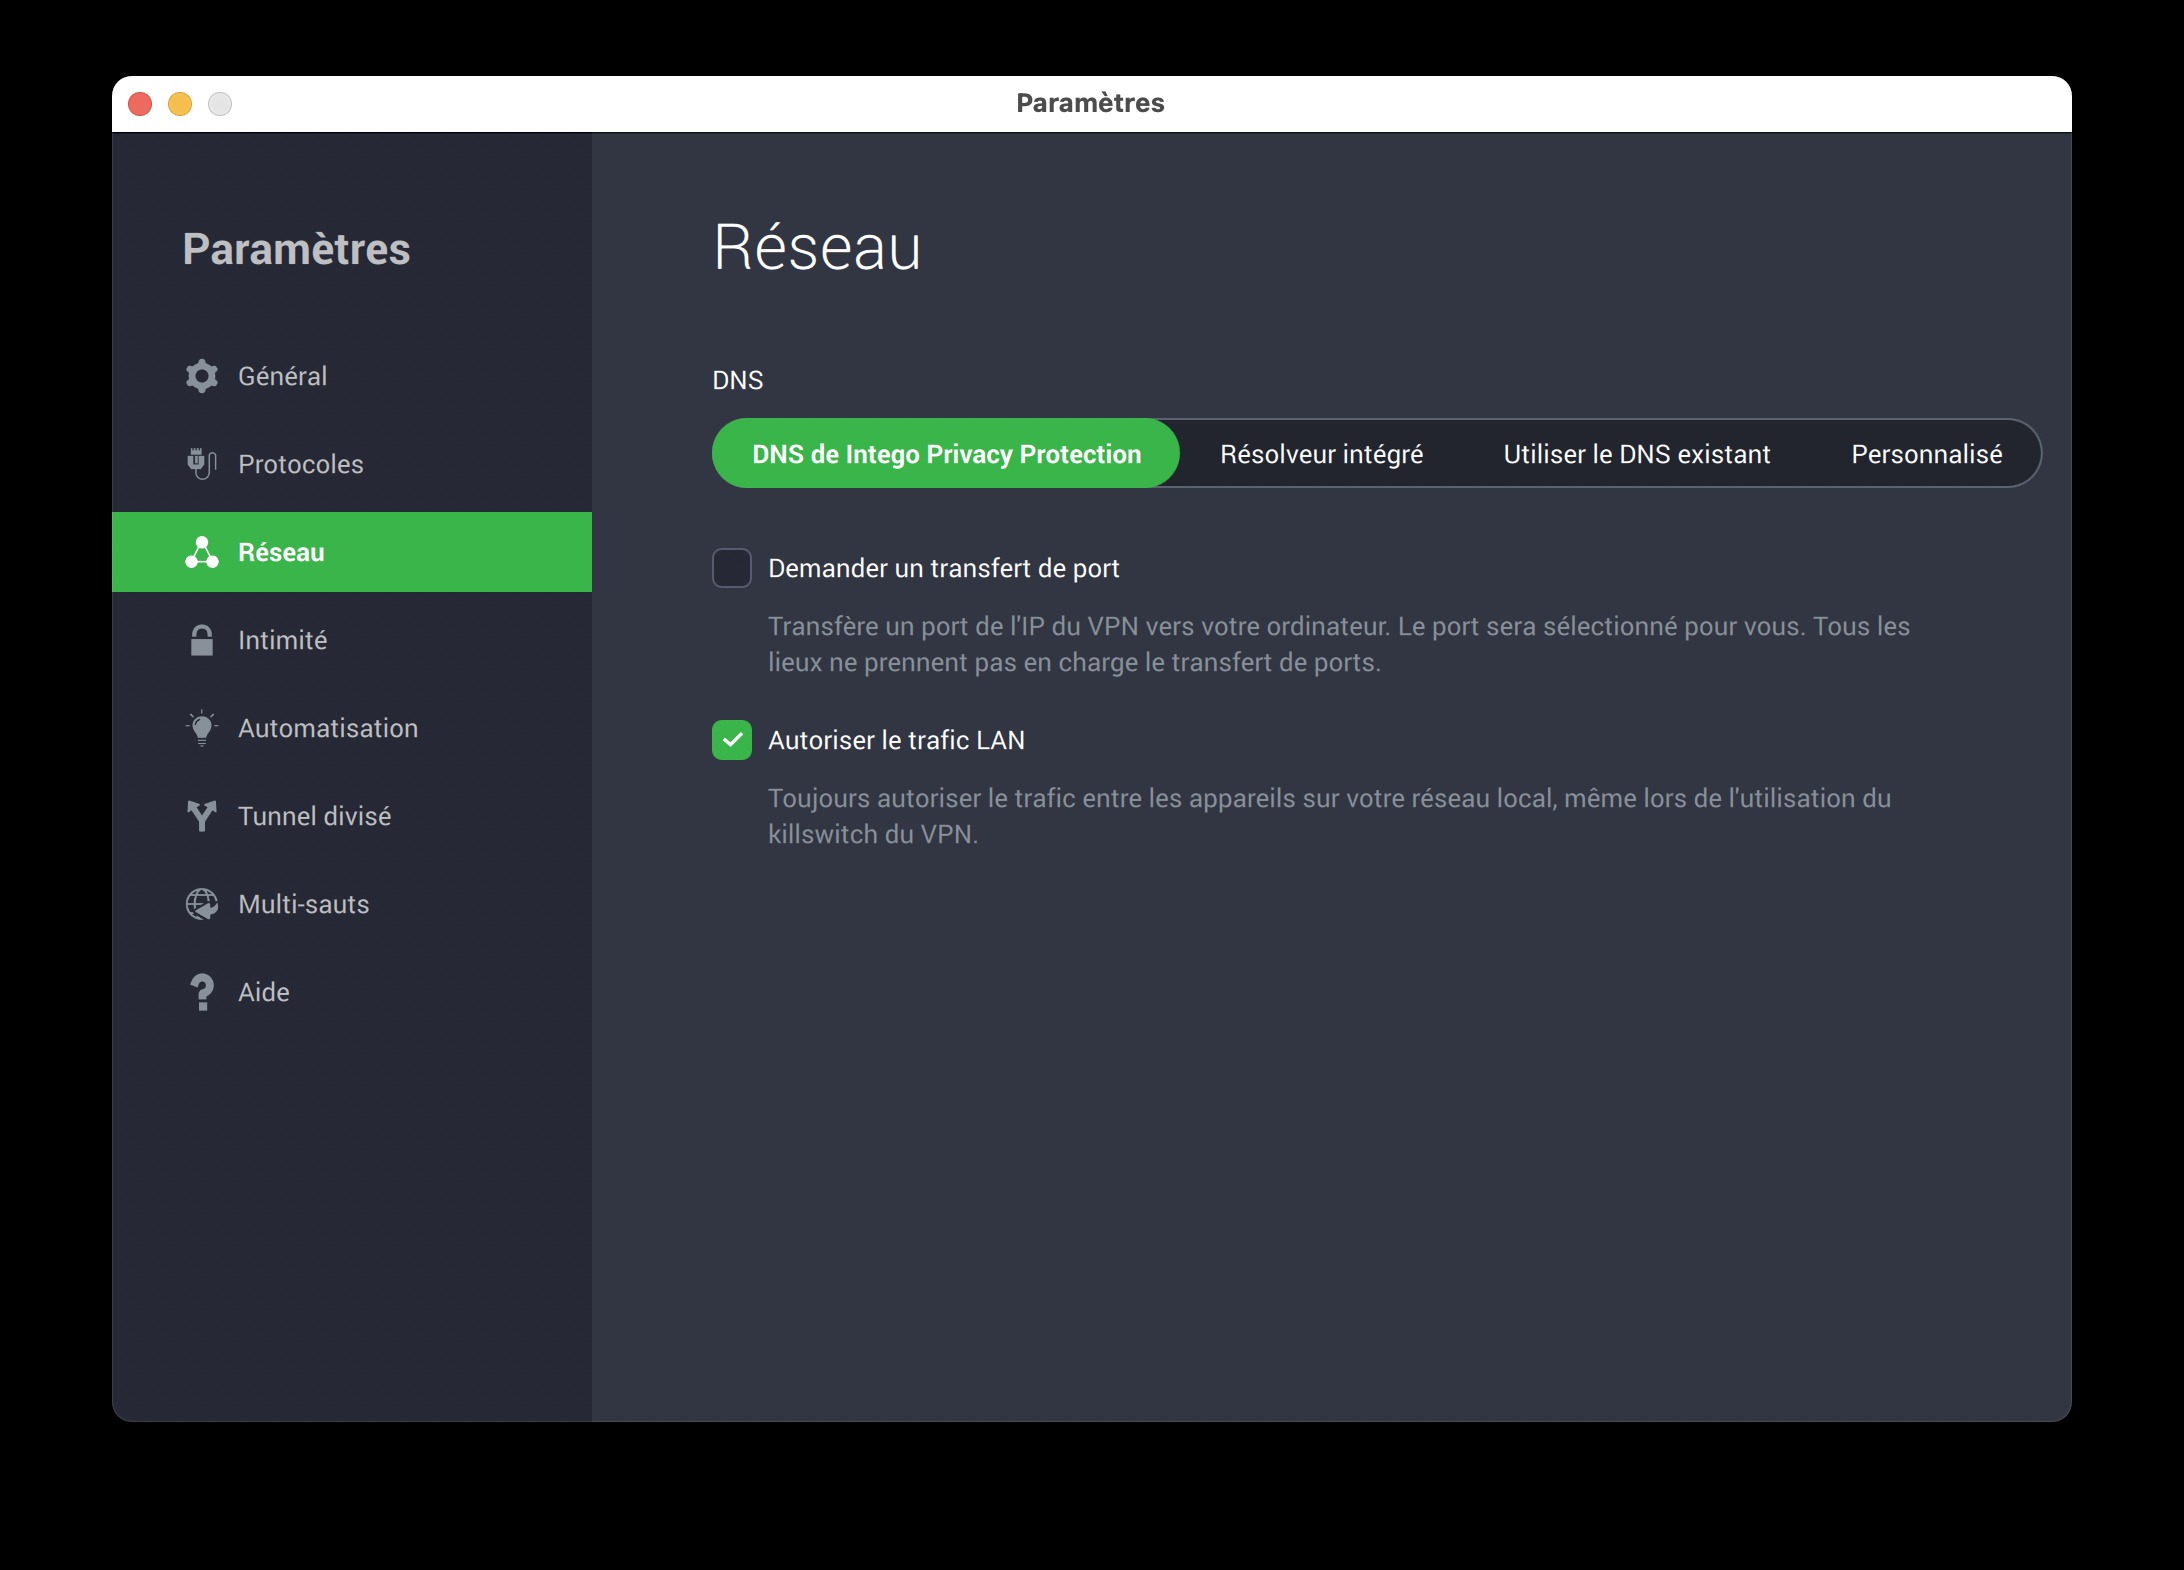 Paramètres
Paramètres
Général
Protocoles
Réseau
Intimité
Automatisation
Tunnel divisé
Multi-sauts
Aide
Réseau
DNS
DNS de Intego Privacy Protection
Résolveur intégré
Utiliser le DNS existant
Personnalisé
Demander un transfert de port
Transfère un port de l'IP du VPN vers votre ordinateur. Le port sera sélectionné pour vous. Tous les
lieux ne prennent pas en charge le transfert de ports.
Autoriser le trafic LAN
Toujours autoriser le trafic entre les appareils sur votre réseau local, même lors de l'utilisation du
killswitch du VPN.